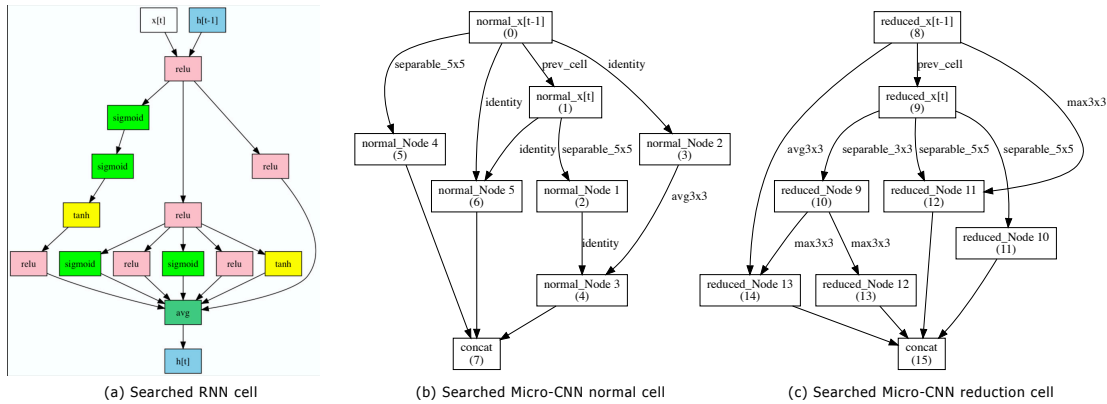 x[t]
h[t-1]
relu
sigmoid
sigmoid
relu
tanh
relu
relu
sigmoid
relu
sigmoid
relu
tanh
avg
h[t]
(a) Searched RNN cell
normal_x[t-1]
(0)
separable_5x5
prev_cell
identity
identity
normal_x[t]
(1)
identity
separable_5x5
normal_Node 4
(5)
normal_Node 2
(3)
normal_Node 5
(6)
normal_Node 1
(2)
avg3x3
identity
normal_Node 3
(4)
concat
(7)
(b) Searched Micro-CNN normal cell
reduced_x[t-1]
(8)
prev_cell
max3x3
reduced_x[t]
(9)
avg3x3
separable_3x3
separable_5x5
separable_5x5
reduced_Node 9
(10)
reduced_Node 11
(12)
reduced_Node 10
(11)
max3x3
max3x3
reduced_Node 13
(14)
reduced_Node 12
(13)
concat
(15)
(c) Searched Micro-CNN reduction cell